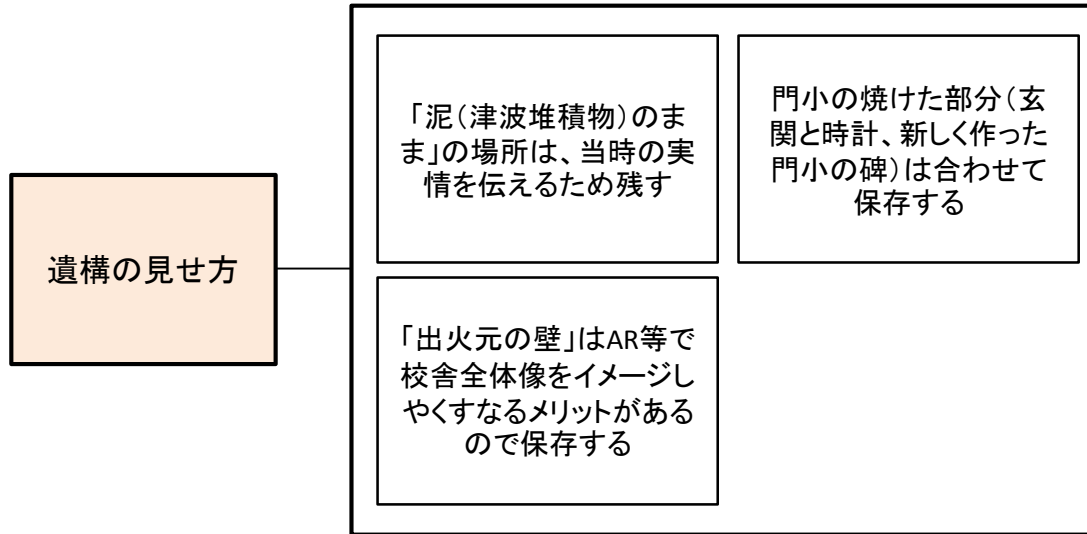 遺構の見せ方
「泥(津波堆積物)のま
ま」の場所は、当時の実
情を伝えるため残す
門小の焼けた部分(玄
関と時計、新しく作った
門小の碑)は合わせて
保存する
「出火元の壁」はAR等で
校舎全体像をイメージし
やくすなるメリットがある
ので保存する